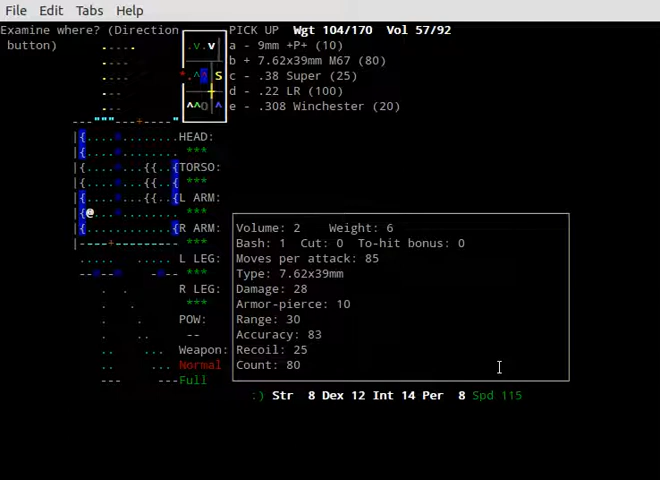 File Edit Tabs Help
Examine where? (Direction
button)
PICK UP Wgt 104/170 Vol 57/92
a - 9mm +P+ (10)
b + 7.62x39mm M67 (80)
c - .38 Super (25)
d - .22 LR (100)
e - .308 Winchester (20)
HEAD:
***
TORSO:
***
L ARM:
***
R ARM:
***
L LEG:
***
R LEG:
***
POW:
--
Weapon:
Normal
Full
Volume: 2 Weight: 6
Bash: 1 Cut: 0 To-hit bonus: 0
Moves per attack: 85
Type: 7.62x39mm
Damage: 28
Armor-pierce: 10
Range: 30
Accuracy: 83
Recoil: 25
Count: 80
:) Str 8 Dex 12 Int 14 Per 8 Spd 115